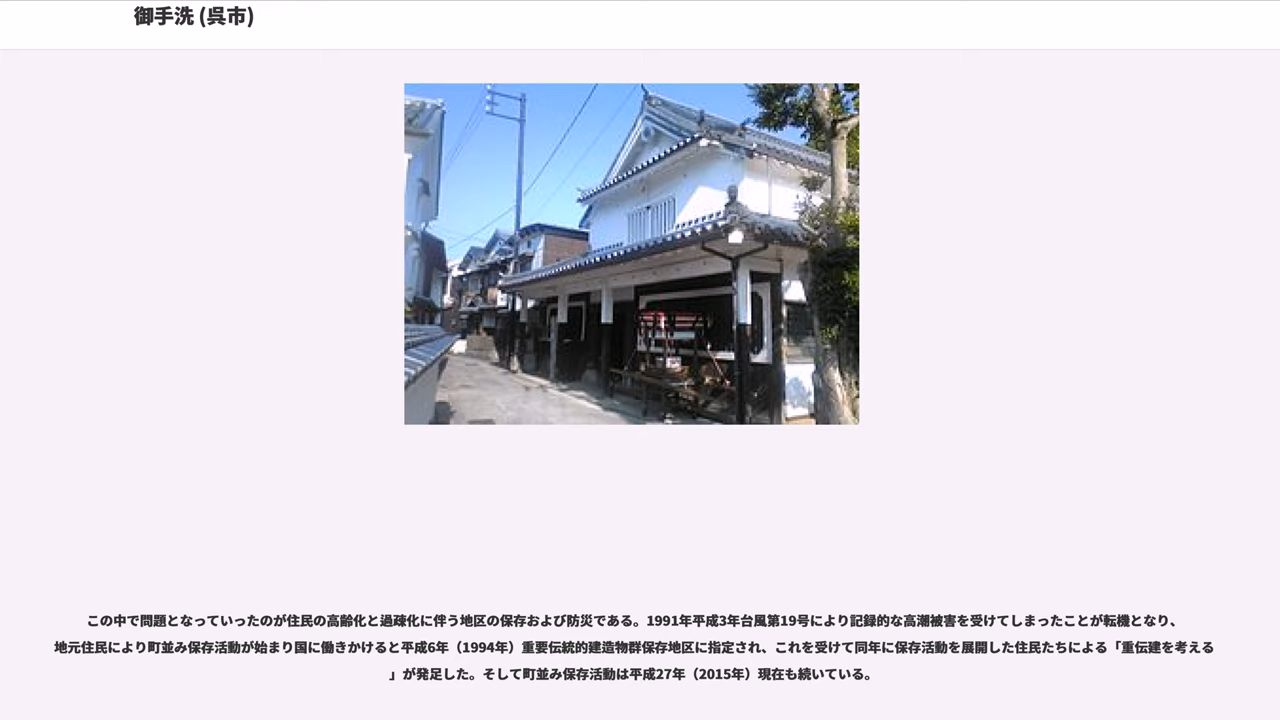 御手洗 (呉市)
この中で問題となっていったのが住民の高齢化と過疎化に伴う地区の保存および防災である。1991年平成3年台風第19号により記録的な高潮被害を受けてしまったことが転機となり、
地元住民により町並み保存活動が始まり国に働きかけると平成6年（1994年）重要伝統的建造物群保存地区に指定され、これを受けて同年に保存活動を展開した住民たちによる「重伝建を考える
」が発足した。そして町並み保存活動は平成27年（2015年）現在も続いている。